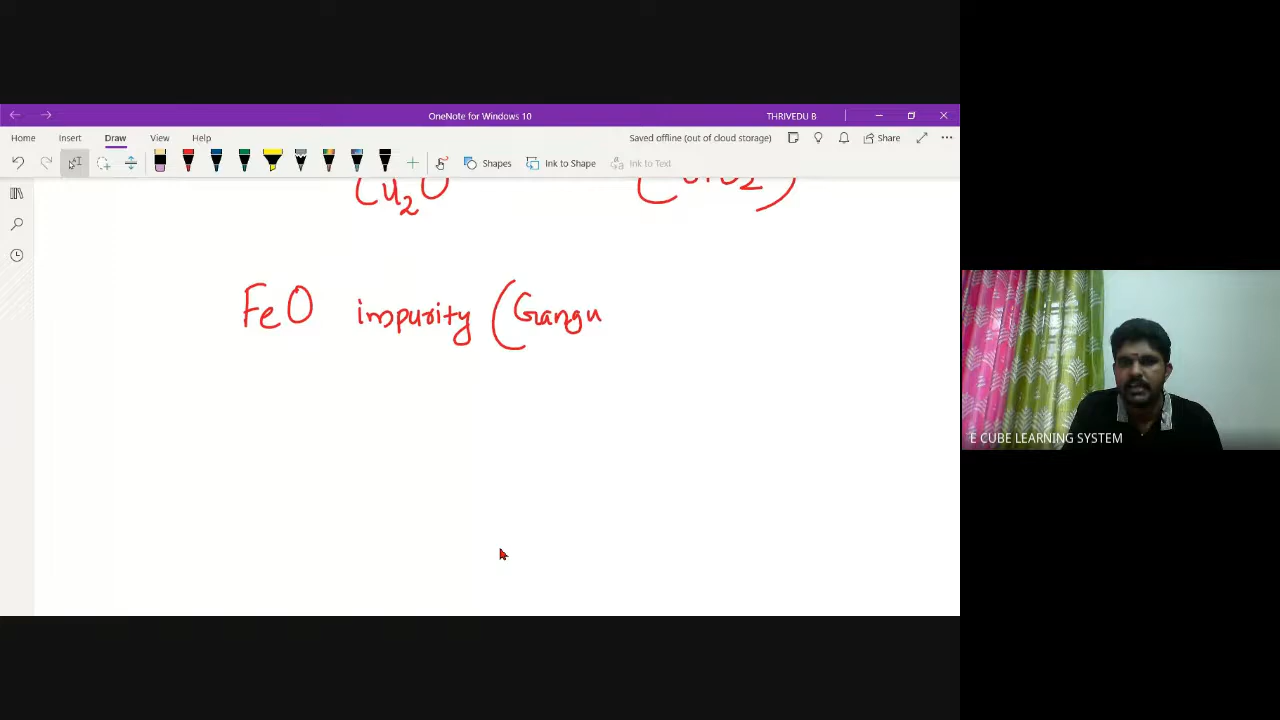 OneNote for Windows 10
THRIVEDU B
Home Insert Draw View Help
Saved offline (out of cloud storage)
Share
Shapes Ink to Shape Ink to Text
Cu2O
FeO impurity (Gangu
E CUBE LEARNING SYSTEM